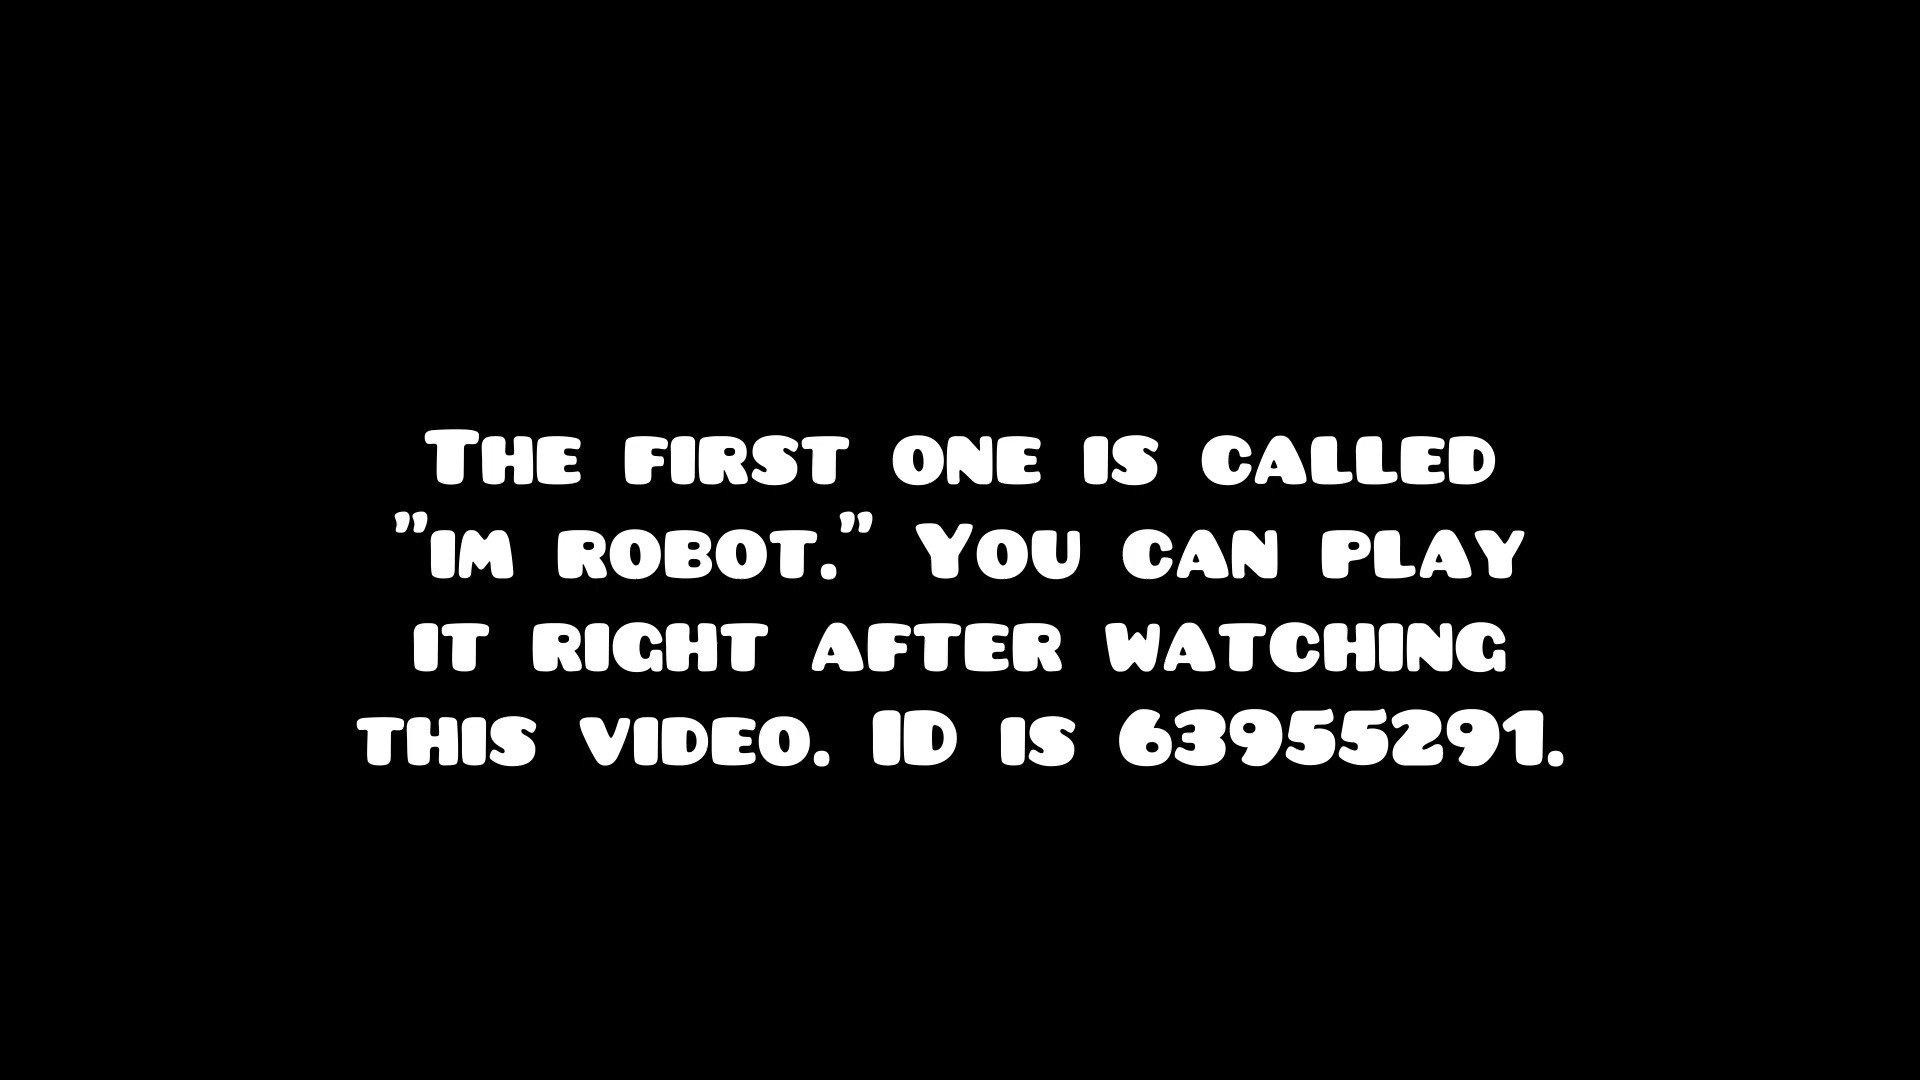 The first one is called
"im robot." You can play
it right after watching
this video. ID is 63955291.